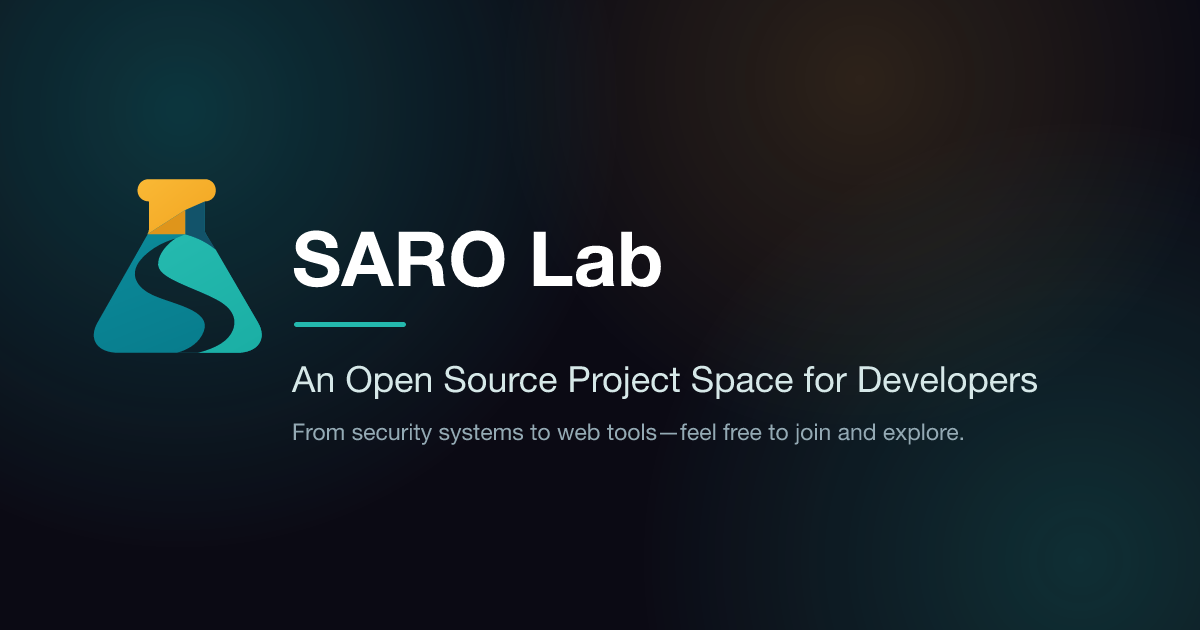 SARO Lab
An Open Source Project Space for Developers
From security systems to web tools—feel free to join and explore.